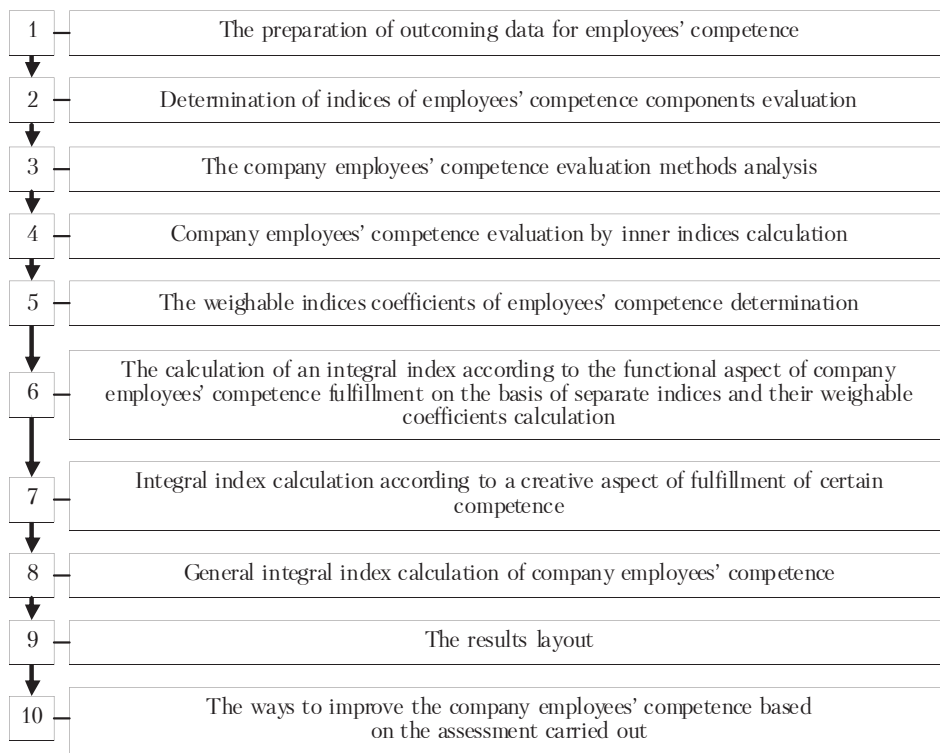 1
The preparation of outcoming data for employees’ competence
2
Determination of indices of employees’ competence components evaluation
3
The company employees’ competence evaluation methods analysis
4
Company employees’ competence evaluation by inner indices calculation
5
The weighable indices coefficients of employees’ competence determination
6
The calculation of an integral index according to the functional aspect of company
employees’ competence fulfillment on the basis of separate indices and their weighable
coefficients calculation
7
Integral index calculation according to a creative aspect of fulfillment of certain
competence
8
General integral index calculation of company employees’ competence
9
The results layout
10
The ways to improve the company employees’ competence based
on the assessment carried out